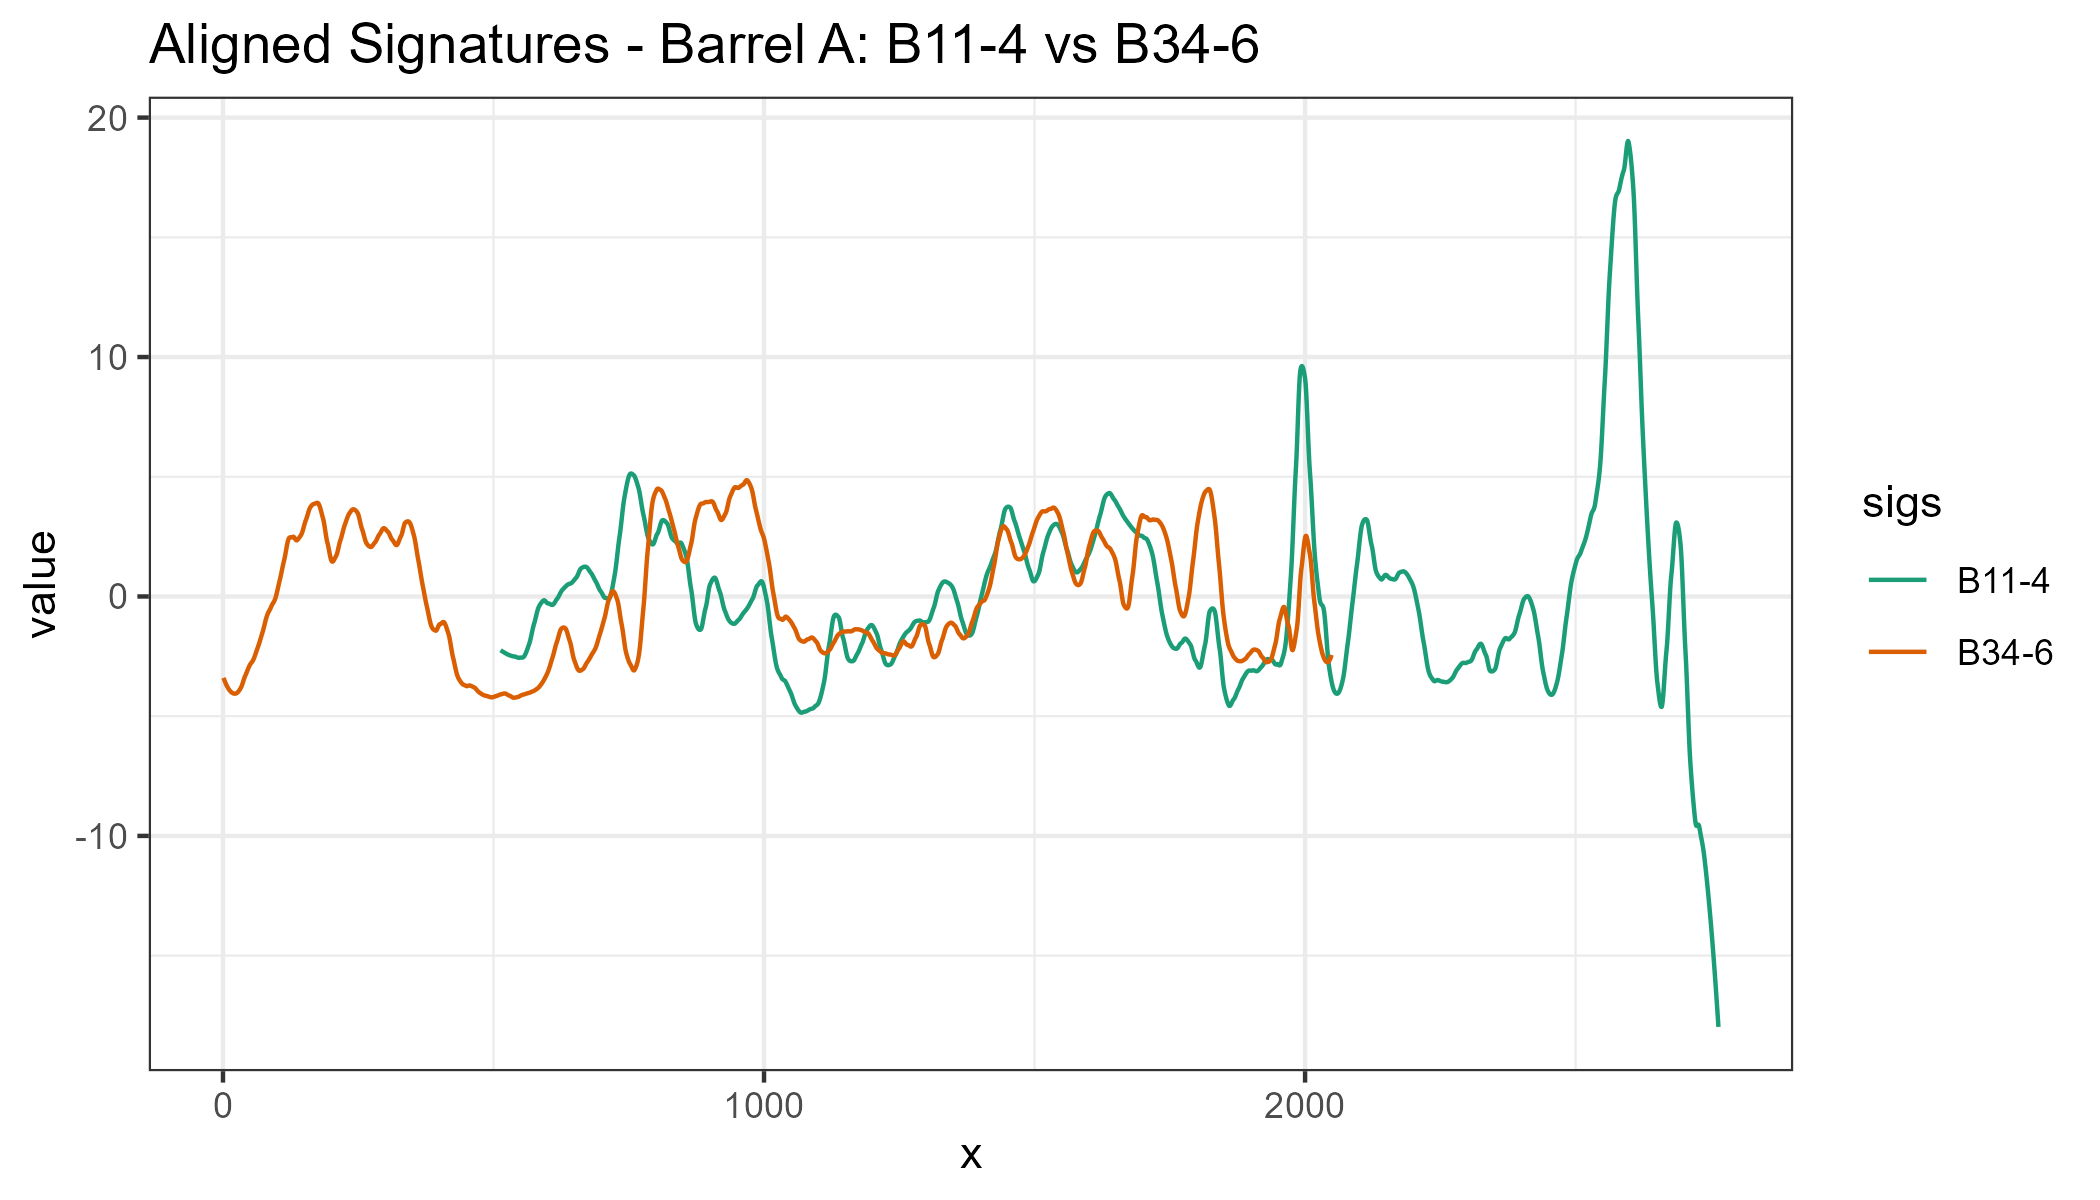 Aligned Signatures - Barrel A: B11-4 vs B34-6
20
10
0
-10
value
0 1000 2000
x
sigs
B11-4
B34-6